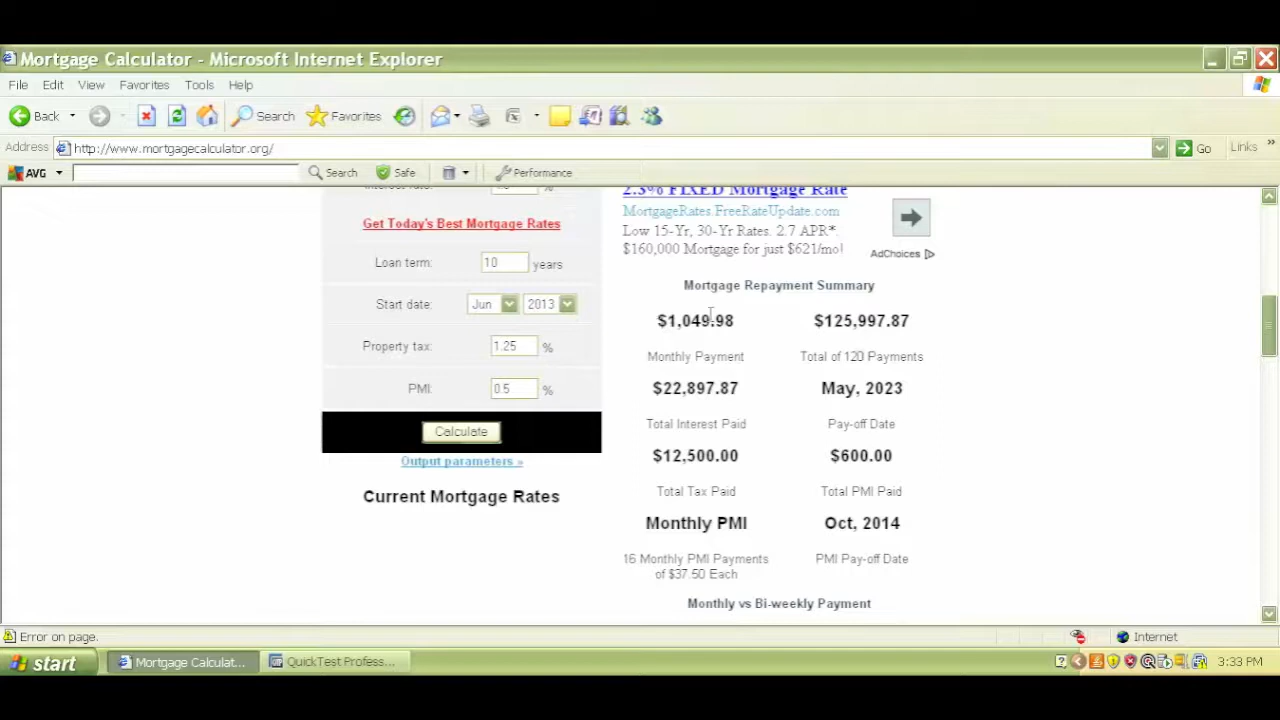 Mortgage Calculator - Microsoft Internet Explorer
File Edit View Favorites Tools Help
Back Search Favorites
Address http://www.mortgagecalculator.org/ Go Links »
AVG Search Safe Performance
%
2.3% FIXED Mortgage Rate
Get Today's Best Mortgage Rates
MortgageRates.FreeRateUpdate.com
Low 15-Yr, 30-Yr Rates. 2.7 APR*.
$160,000 Mortgage for just $621/mo!
AdChoices
Loan term: 10 years
Mortgage Repayment Summary
Start date: Jun 2013
$1,049.98 $125,997.87
Property tax: 1.25 %
Monthly Payment Total of 120 Payments
PMI: 0.5 %
$22,897.87 May, 2023
Total Interest Paid Pay-off Date
Calculate
Output parameters »
$12,500.00 $600.00
Total Tax Paid Total PMI Paid
Current Mortgage Rates
Monthly PMI Oct, 2014
16 Monthly PMI Payments
of $37.50 Each
PMI Pay-off Date
Monthly vs Bi-weekly Payment
Error on page. Internet
start Mortgage Calculat... QuickTest Profess... 3:33 PM